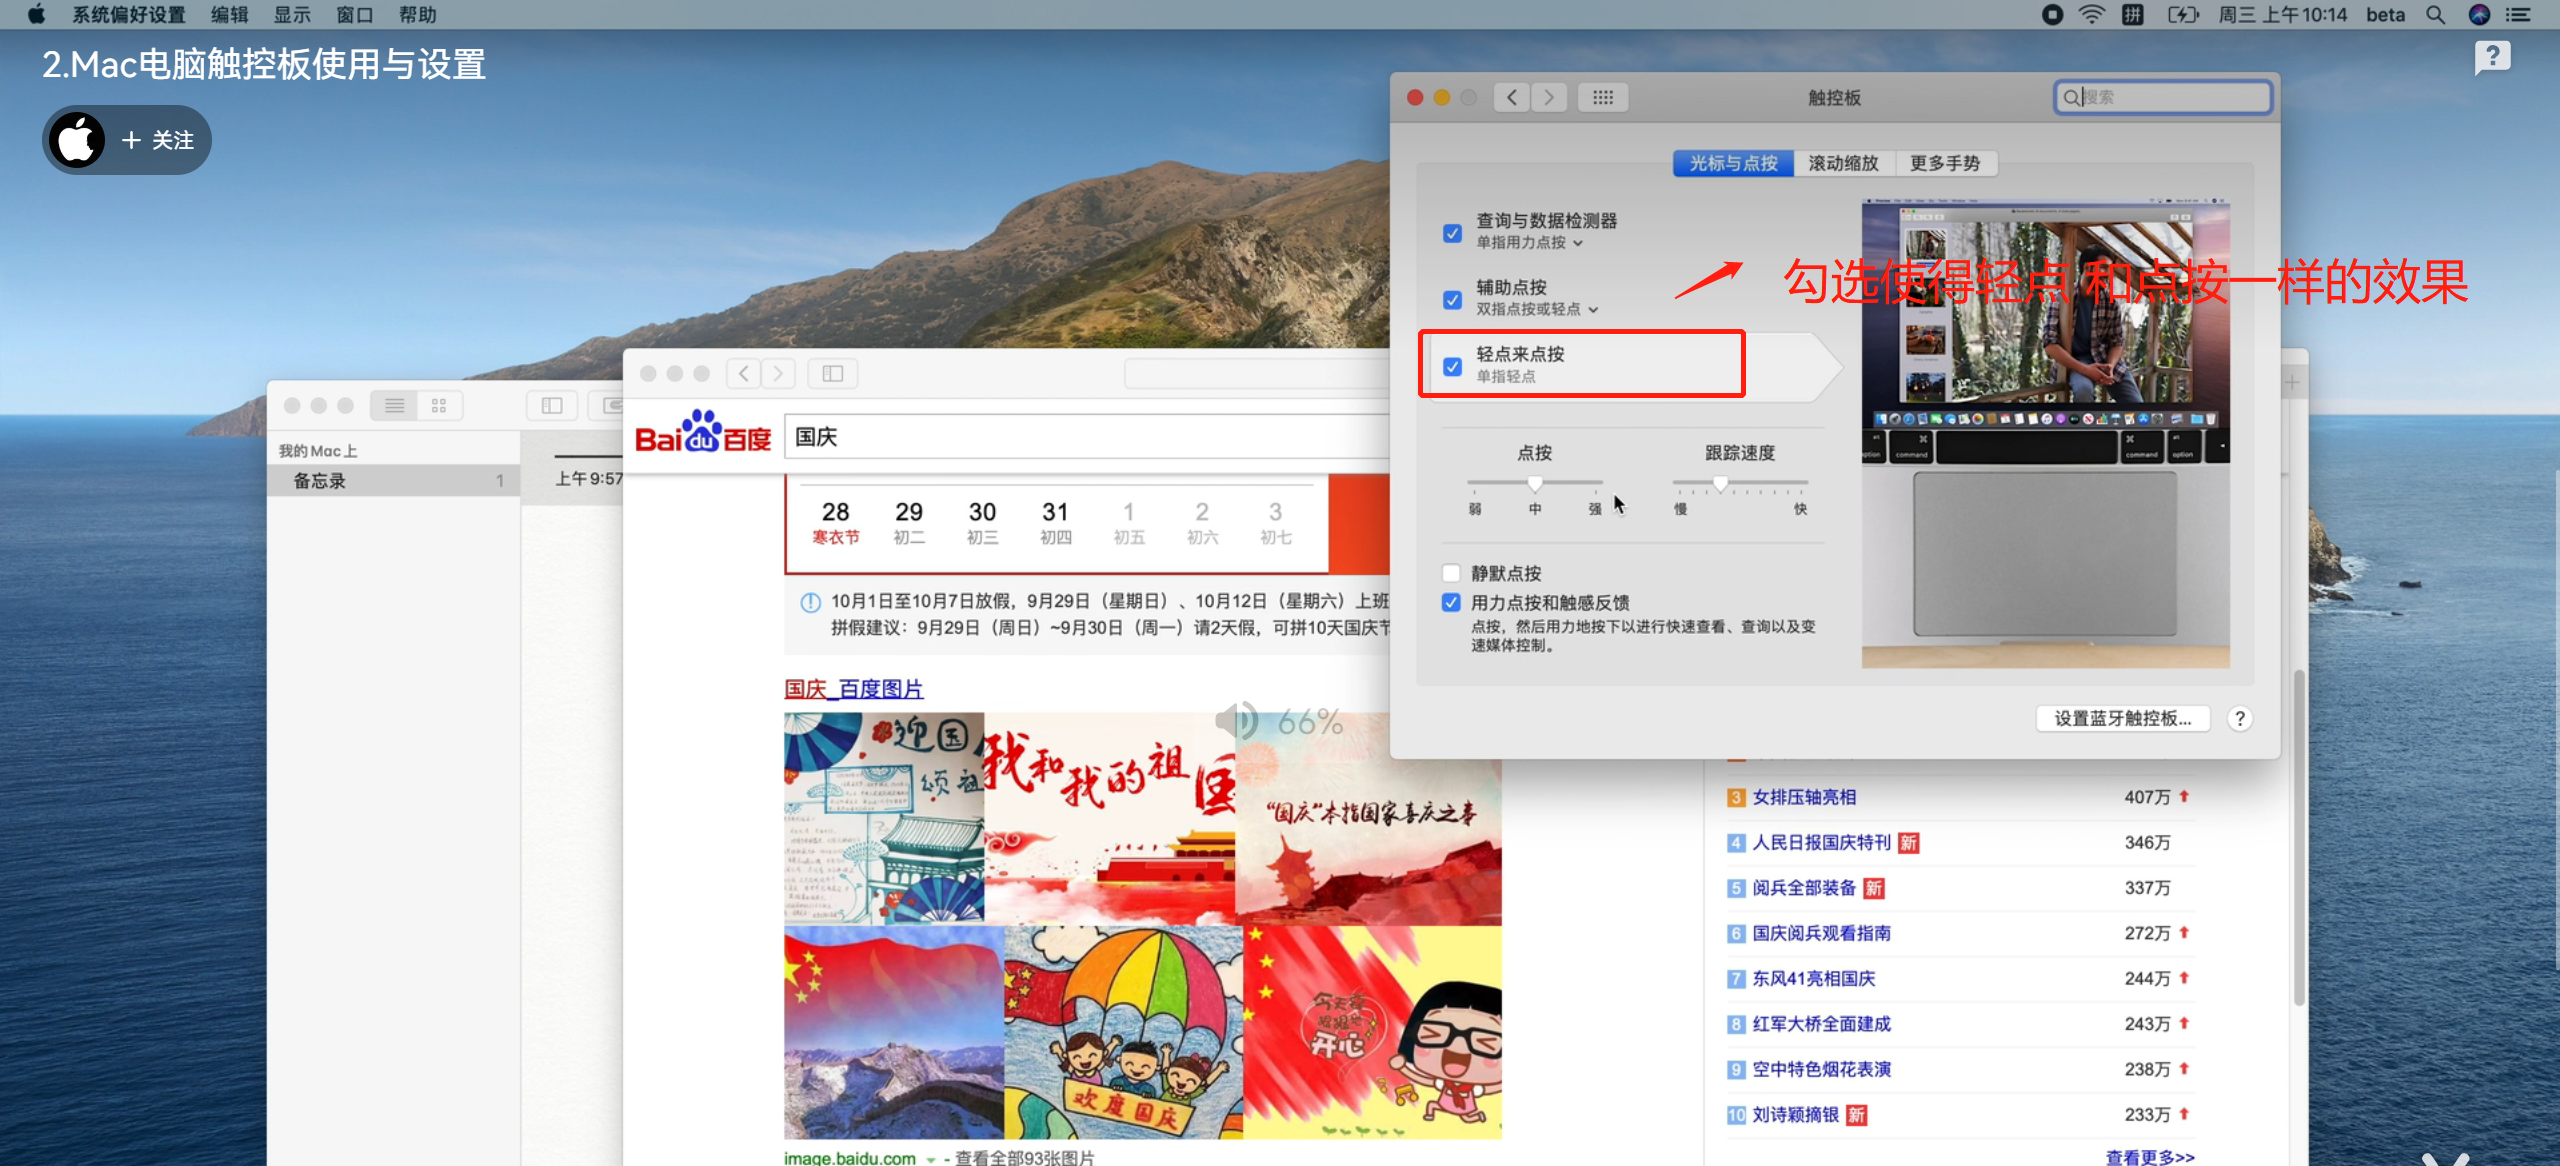 系统偏好设置 编辑 显示 窗口 帮助
拼 周三 上午10:14 beta
2.Mac电脑触控板使用与设置
+ 关注
触控板
搜索
光标与点按 滚动缩放 更多手势
查询与数据检测器
单指用力点按
辅助点按
双指点按或轻点
勾选使得轻点 和点按一样的效果
轻点来点按
单指轻点
点按 跟踪速度
弱 中 强 慢 快
静默点按
用力点按和触感反馈
点按，然后用力地按下以进行快速查看、查询以及变
速媒体控制。
command command option
设置蓝牙触控板... ?
我的 Mac 上
备忘录 1
上午 9:57
Bai du 百度
国庆
28 29 30 31 1 2 3
寒衣节 初二 初三 初四 初五 初六 初七
10月1日至10月7日放假，9月29日（星期日）、10月12日（星期六）上班
拼假建议：9月29日（周日）~9月30日（周一）请2天假，可拼10天国庆节
国庆_百度图片
66%
迎国
颂祖
我和我的祖国
“国庆”本指国家喜庆之事
欢度国庆
开心
image.baidu.com - 查看全部93张图片
3 女排压轴亮相 407万
4 人民日报国庆特刊 新 346万
5 阅兵全部装备 新 337万
6 国庆阅兵观看指南 272万
7 东风41亮相国庆 244万
8 红军大桥全面建成 243万
9 空中特色烟花表演 238万
10 刘诗颖摘银 新 233万
查看更多>>